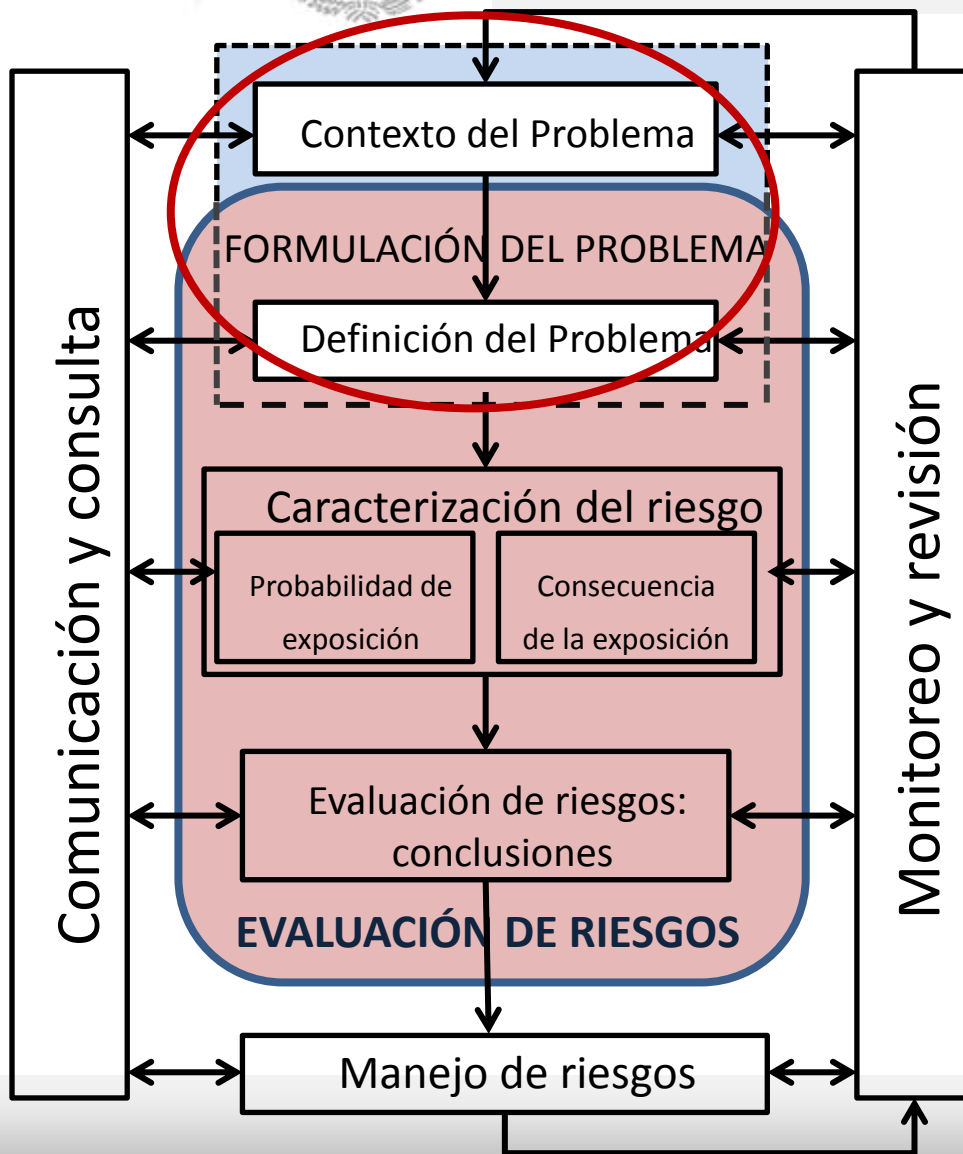 Contexto del Problema
FORMULACIÓN DEL PROBLEMA
Definición del Problema
Comunicación y consulta
Monitoreo y revisión
Caracterización del riesgo
Probabilidad de
exposición
Consecuencia
de la exposición
Evaluación de riesgos:
conclusiones
EVALUACIÓN DE RIESGOS
Manejo de riesgos